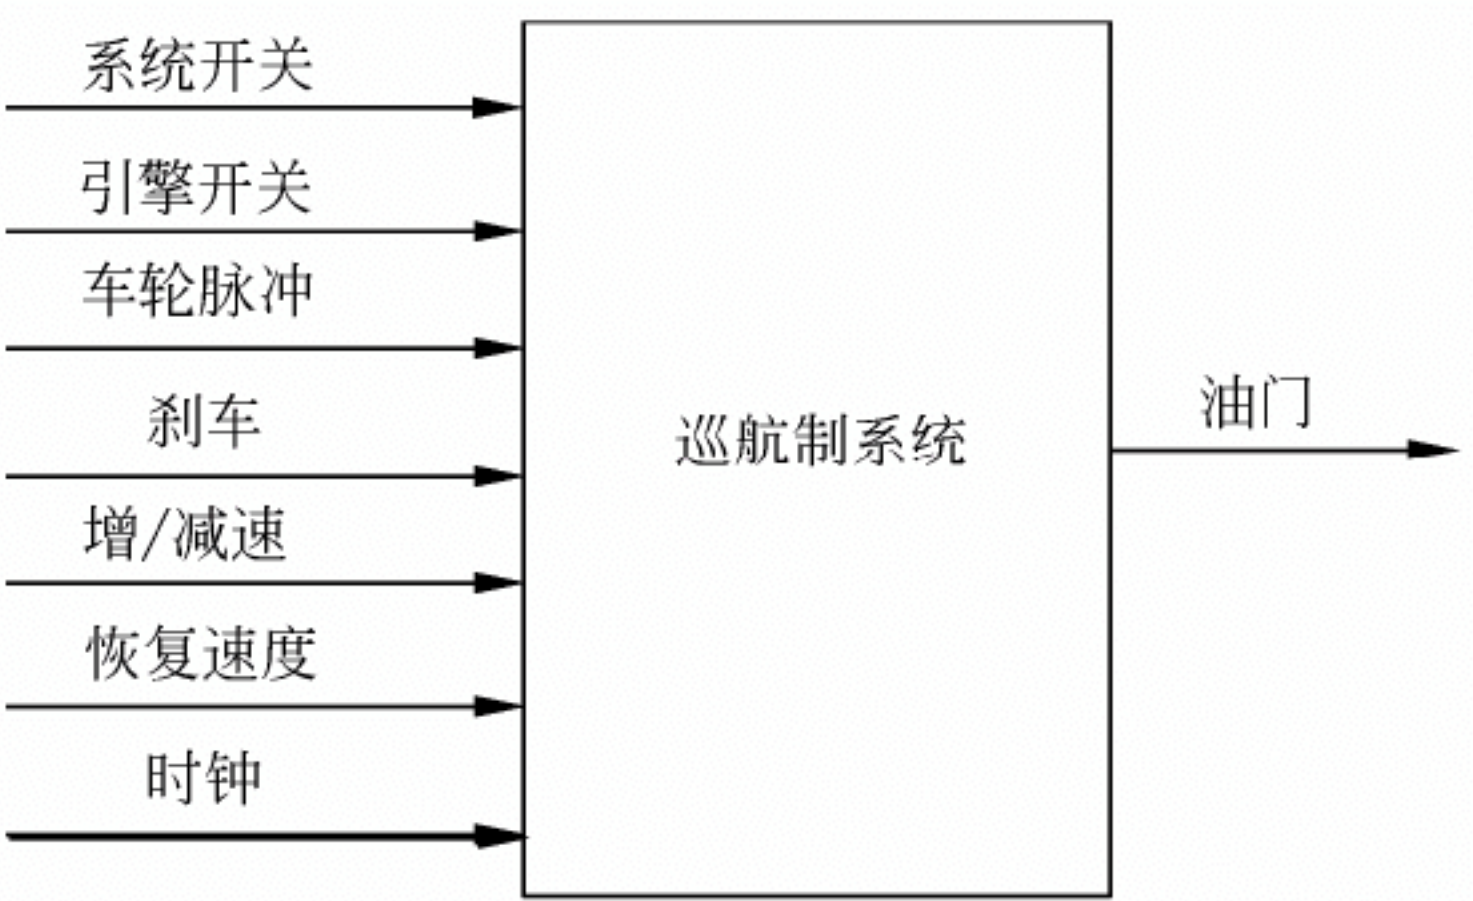 系统开关
引擎开关
车轮脉冲
刹车
增/减速
恢复速度
时钟
巡航制系统
油门